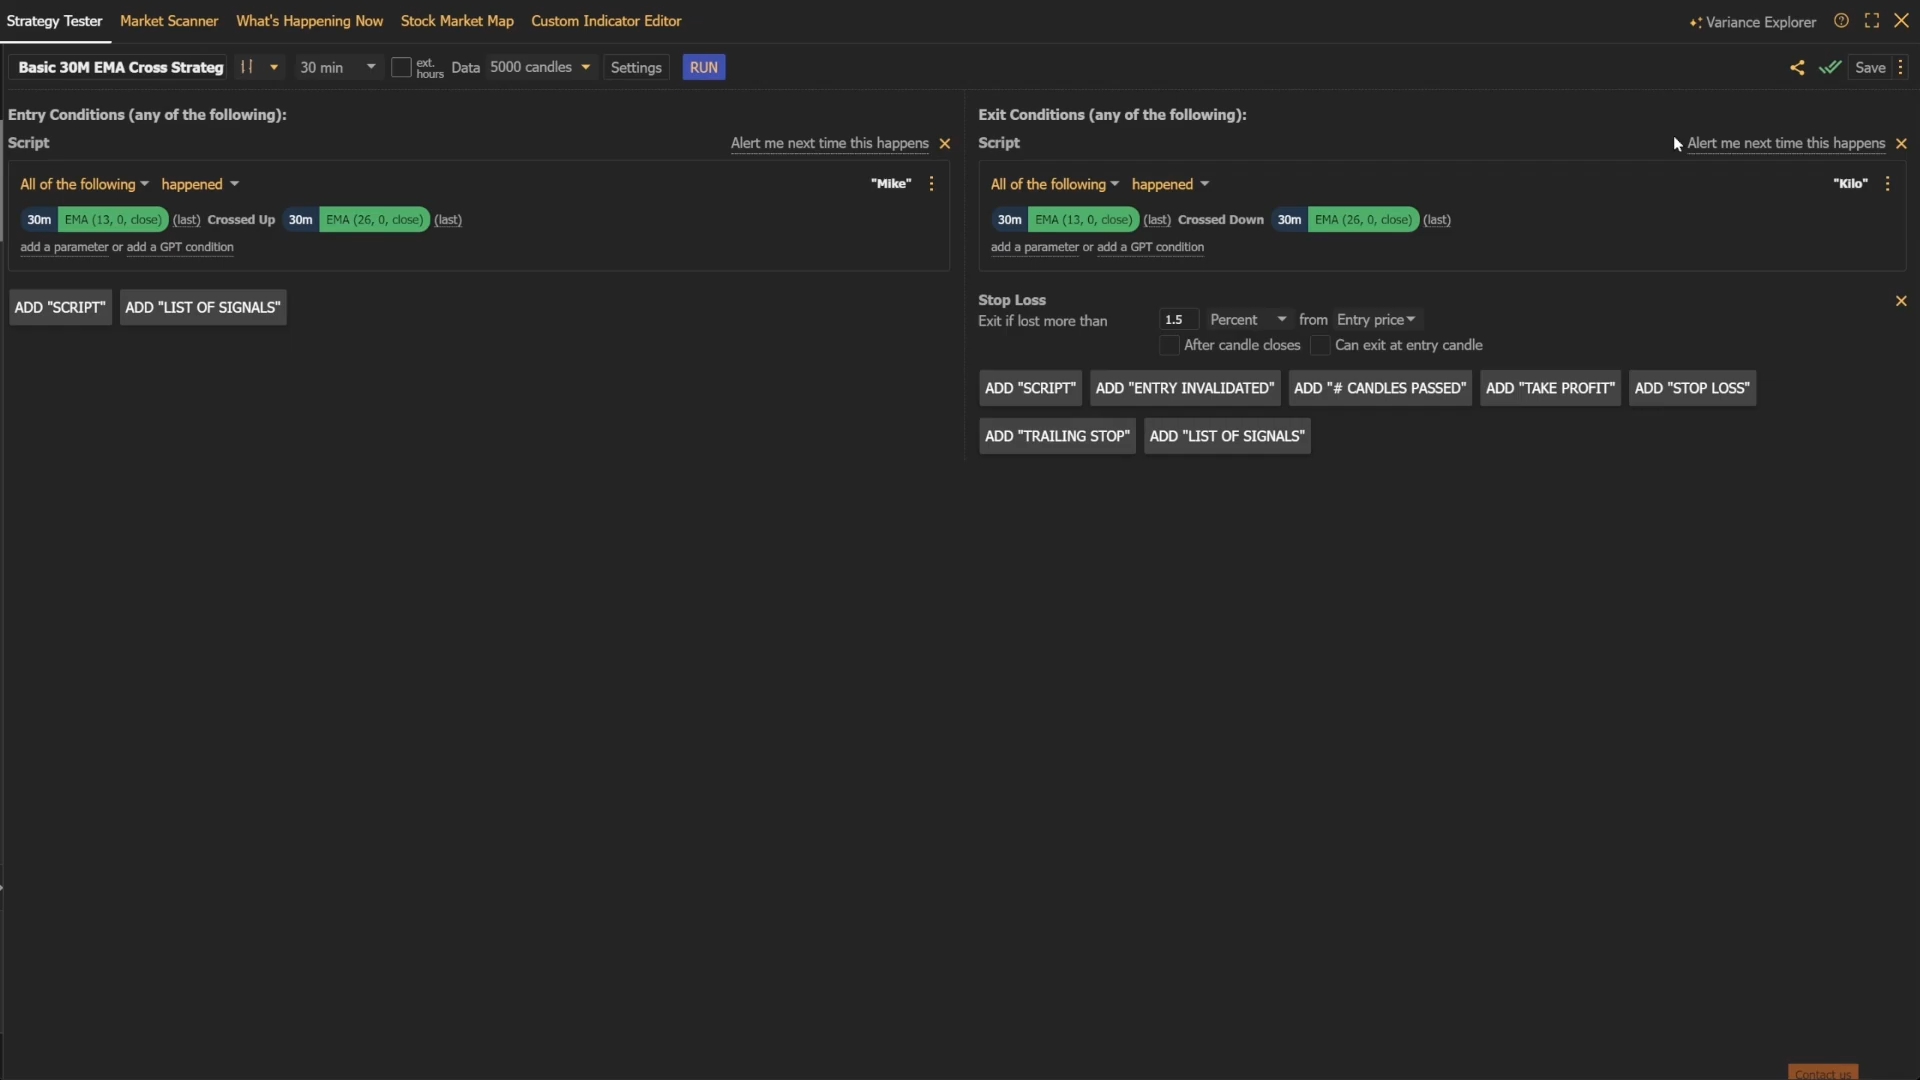 Strategy Tester Market Scanner What's Happening Now Stock Market Map Custom Indicator Editor Variance Explorer
Basic 30M EMA Cross Strateg 30 min ext. hours Data 5000 candles Settings RUN Save
Entry Conditions (any of the following):
Script Alert me next time this happens
All of the following happened "Mike"
30m EMA (13, 0, close) (last) Crossed Up 30m EMA (26, 0, close) (last)
add a parameter or add a GPT condition
ADD "SCRIPT" ADD "LIST OF SIGNALS"
Exit Conditions (any of the following):
Script Alert me next time this happens
All of the following happened "Kilo"
30m EMA (13, 0, close) (last) Crossed Down 30m EMA (26, 0, close) (last)
add a parameter or add a GPT condition
Stop Loss
Exit if lost more than 1.5 Percent from Entry price
After candle closes Can exit at entry candle
ADD "SCRIPT" ADD "ENTRY INVALIDATED" ADD "# CANDLES PASSED" ADD "TAKE PROFIT" ADD "STOP LOSS"
ADD "TRAILING STOP" ADD "LIST OF SIGNALS"
Contact us